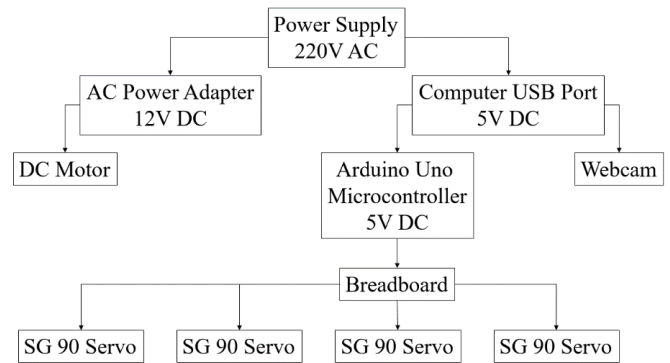 Power Supply
220V AC
AC Power Adapter
12V DC
Computer USB Port
5V DC
DC Motor
Arduino Uno
Microcontroller
5V DC
Webcam
Breadboard
SG 90 Servo
SG 90 Servo
SG 90 Servo
SG 90 Servo